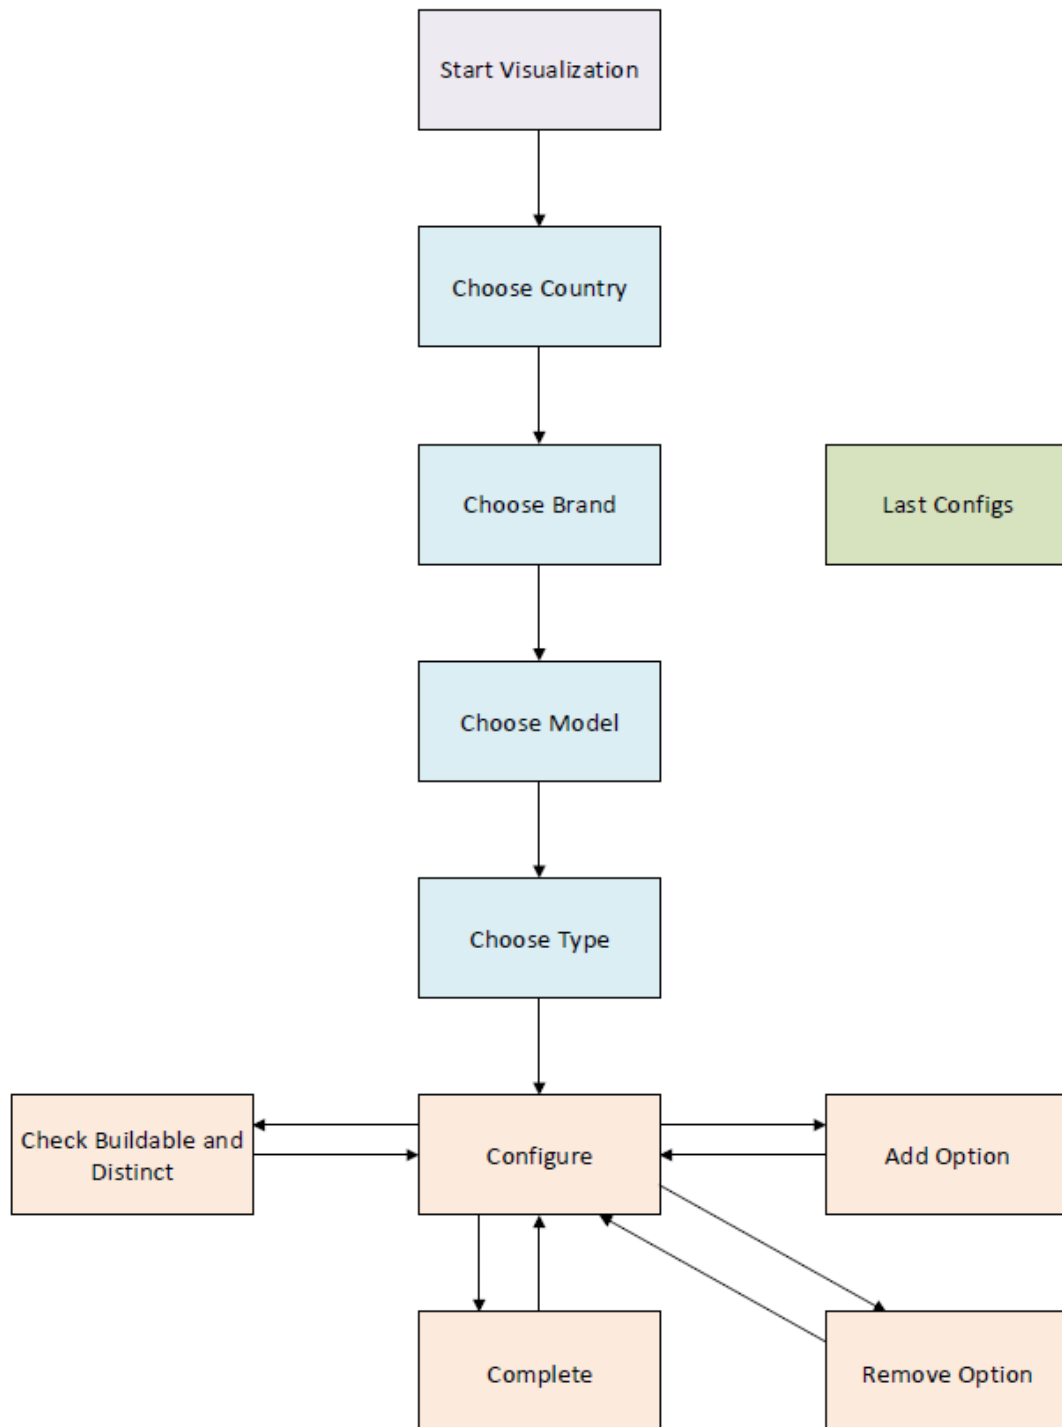 Start Visualization
Choose Country
Choose Brand
Last Configs
Choose Model
Choose Type
Check Buildable and
Distinct
Configure
Add Option
Complete
Remove Option